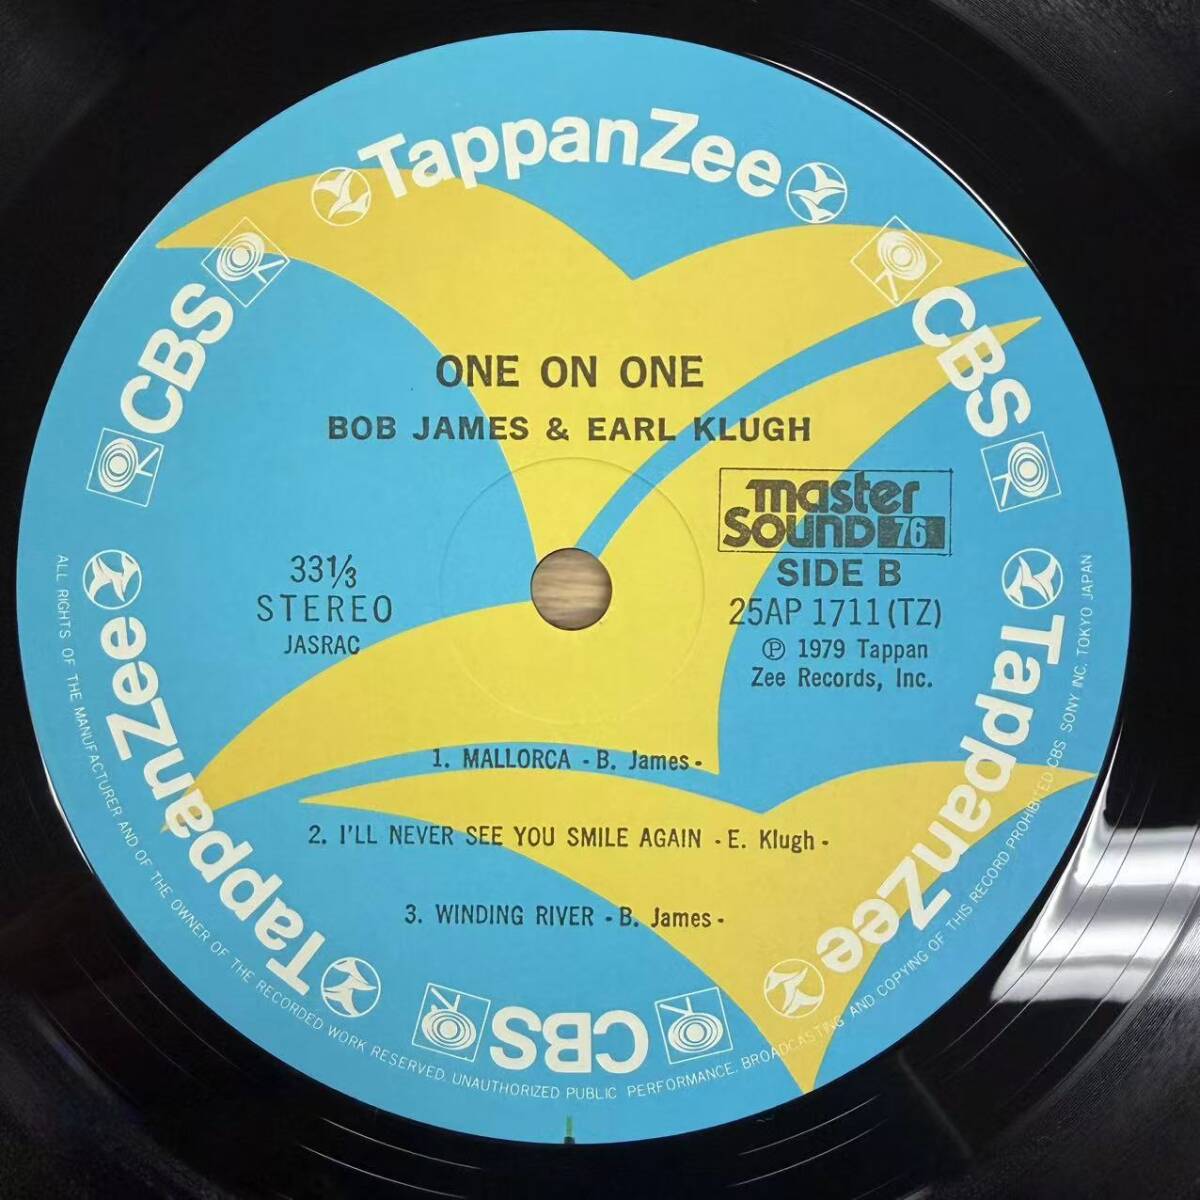 TappanZee
CBS
CBS
ONE ON ONE
BOB JAMES & EARL KLUGH
master
SOUND 76
33⅓
STEREO
JASRAC
SIDE B
25AP 1711 (TZ)
Ⓟ 1979 Tappan
Zee Records, Inc.
1. MALLORCA - B. James -
2. I'LL NEVER SEE YOU SMILE AGAIN - E. Klugh -
3. WINDING RIVER - B. James -
TappanZee
TappanZee
CBS
ALL RIGHTS OF THE MANUFACTURER AND OF THE OWNER OF THE RECORDED WORK RESERVED. UNAUTHORIZED PUBLIC PERFORMANCE. BROADCASTING AND COPYING OF THIS RECORD PROHIBITED CBS SONY INC. TOKYO JAPAN